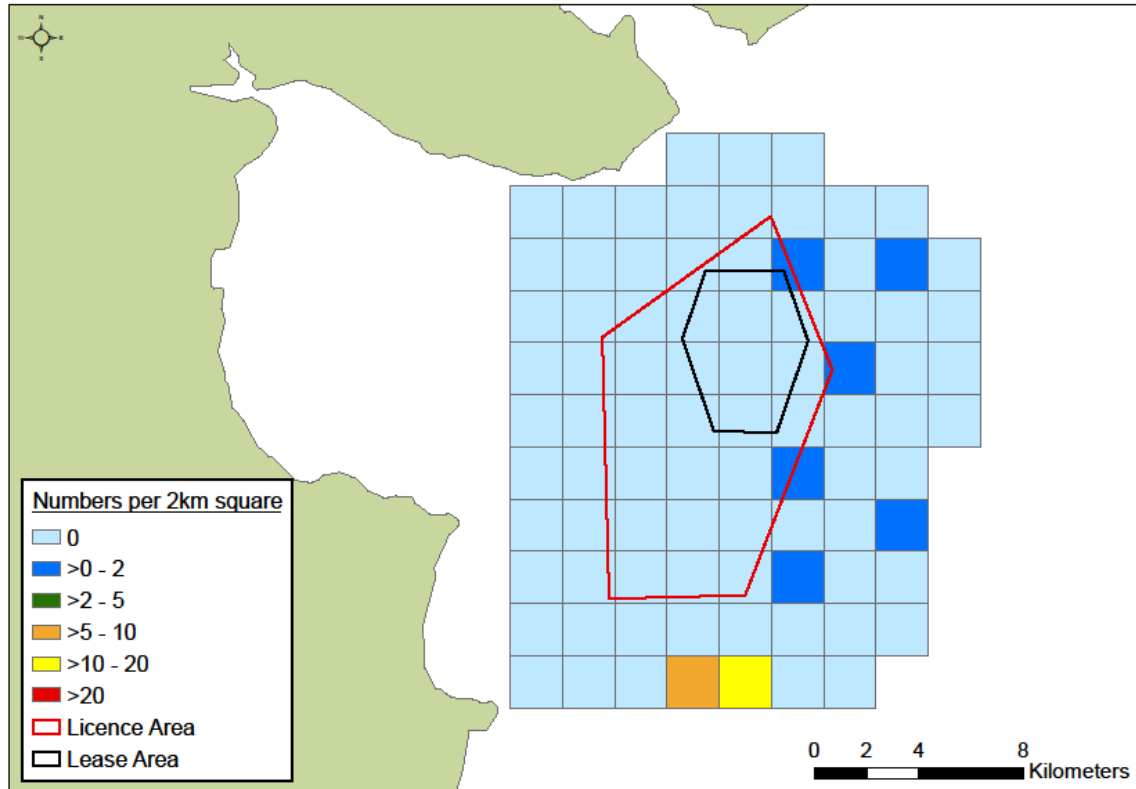 N
W E
S
Numbers per 2km square
0
>0 - 2
>2 - 5
>5 - 10
>10 - 20
>20
Licence Area
Lease Area
0 2 4 8
Kilometers